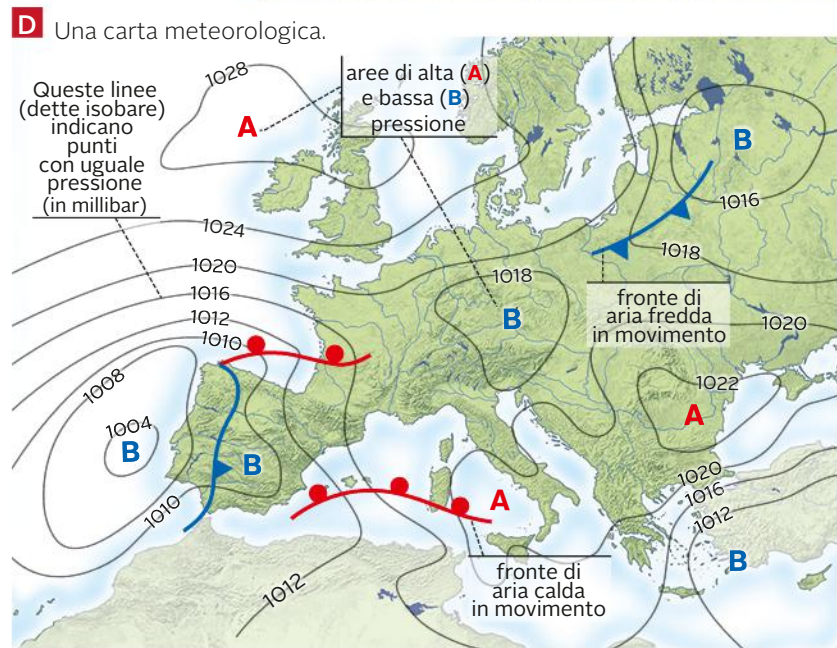 D Una carta meteorologica.
Queste linee
(dette isobare)
indicano
punti
con uguale
pressione
(in millibar)
aree di alta (A)
e bassa (B)
pressione
1028
A
B
1016
1024
1018
1018
1020
1016
1012
1010
B
fronte di
aria fredda
in movimento
1020
1008
1022
A
1004
B
B
1010
A
1020
1016
1012
B
1012
fronte di
aria calda
in movimento